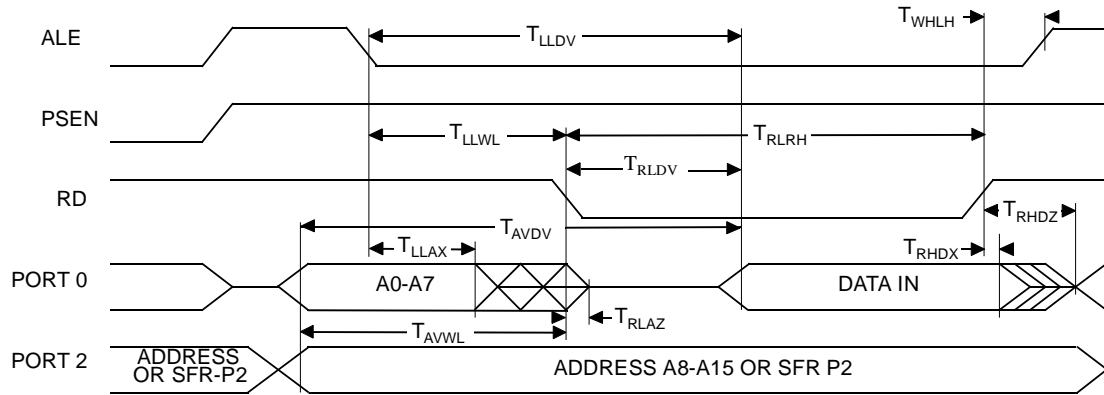 ALE
T_LLDV
T_WHLH
PSEN
T_LLWL
T_RLRH
T_RLDV
RD
T_AVDV
T_RHDZ
T_LLAX
T_RHDX
PORT 0
A0-A7
DATA IN
T_RLAZ
T_AVWL
PORT 2
ADDRESS
OR SFR-P2
ADDRESS A8-A15 OR SFR P2